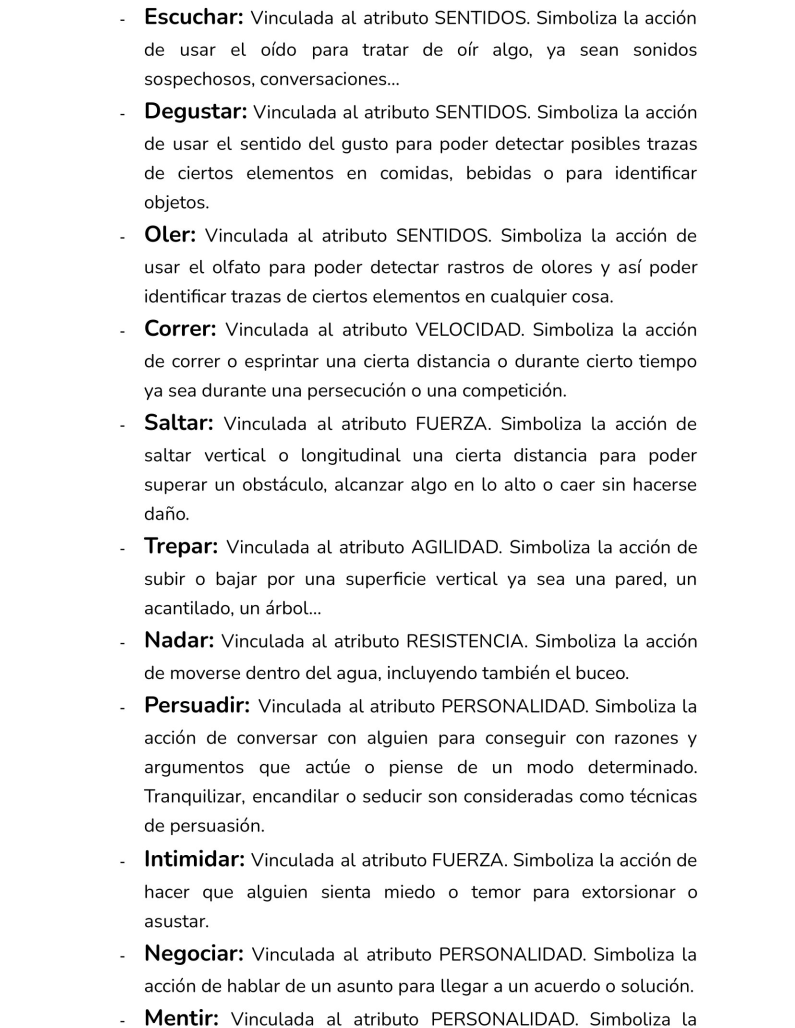 - Escuchar: Vinculada al atributo SENTIDOS. Simboliza la acción
de usar el oído para tratar de oír algo, ya sean sonidos
sospechosos, conversaciones...
- Degustar: Vinculada al atributo SENTIDOS. Simboliza la acción
de usar el sentido del gusto para poder detectar posibles trazas
de ciertos elementos en comidas, bebidas o para identificar
objetos.
- Oler: Vinculada al atributo SENTIDOS. Simboliza la acción de
usar el olfato para poder detectar rastros de olores y así poder
identificar trazas de ciertos elementos en cualquier cosa.
- Correr: Vinculada al atributo VELOCIDAD. Simboliza la acción
de correr o esprintar una cierta distancia o durante cierto tiempo
ya sea durante una persecución o una competición.
- Saltar: Vinculada al atributo FUERZA. Simboliza la acción de
saltar vertical o longitudinal una cierta distancia para poder
superar un obstáculo, alcanzar algo en lo alto o caer sin hacerse
daño.
- Trepar: Vinculada al atributo AGILIDAD. Simboliza la acción de
subir o bajar por una superficie vertical ya sea una pared, un
acantilado, un árbol...
- Nadar: Vinculada al atributo RESISTENCIA. Simboliza la acción
de moverse dentro del agua, incluyendo también el buceo.
- Persuadir: Vinculada al atributo PERSONALIDAD. Simboliza la
acción de conversar con alguien para conseguir con razones y
argumentos que actúe o piense de un modo determinado.
Tranquilizar, encandilar o seducir son consideradas como técnicas
de persuasión.
- Intimidar: Vinculada al atributo FUERZA. Simboliza la acción de
hacer que alguien sienta miedo o temor para extorsionar o
asustar.
- Negociar: Vinculada al atributo PERSONALIDAD. Simboliza la
acción de hablar de un asunto para llegar a un acuerdo o solución.
- Mentir: Vinculada al atributo PERSONALIDAD. Simboliza la